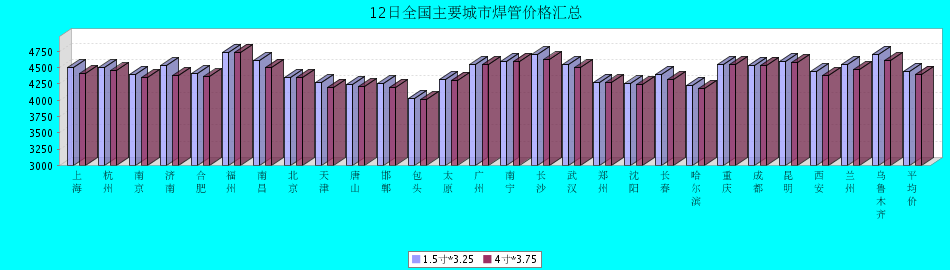 12日全国主要城市焊管价格汇总
4750
4500
4250
4000
3750
3500
3250
3000
上海 杭州 南京 济南 合肥 福州 南昌 北京 天津 唐山 邯郸 包头 太原 广州 南宁 长沙 武汉 郑州 沈阳 长春 哈尔滨 重庆 成都 昆明 西安 兰州 乌鲁木齐 平均价
1.5寸*3.25 4寸*3.75